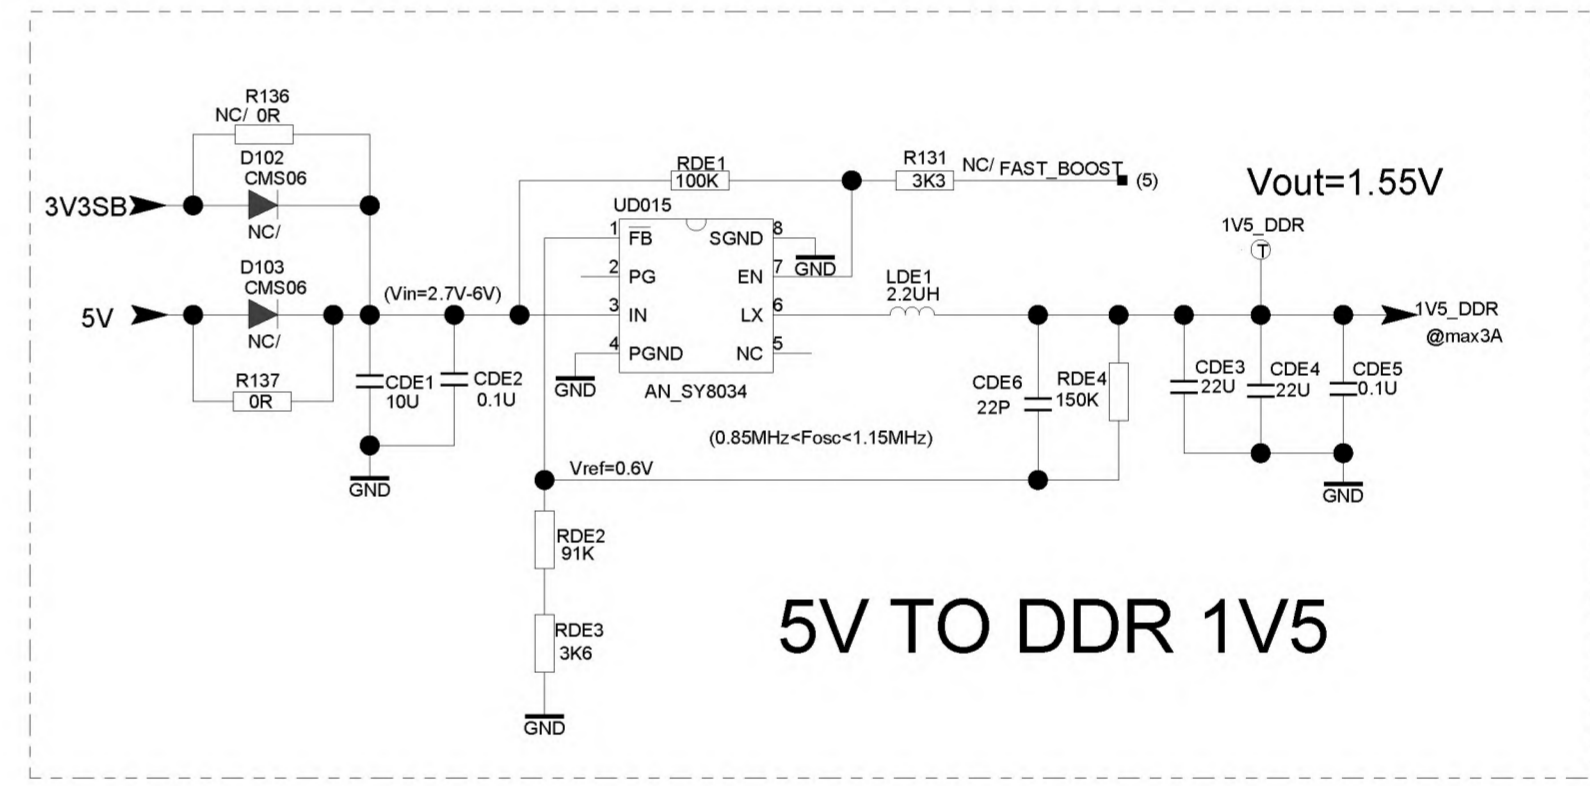 R136
NC/ 0R
D102
CMS06
3V3SB
NC/
D103
CMS06
5V
NC/
R137
0R
(Vin=2.7V-6V)
CDE1
10U
CDE2
0.1U
GND
RDE1
100K
R131
3K3
NC/ FAST_BOOST
(5)
UD015
1
FB
2
PG
3
IN
4
PGND
GND
8
SGND
GND
7
EN
6
LX
5
NC
AN_SY8034
(0.85MHz<Fosc<1.15MHz)
LDE1
2.2UH
Vout=1.55V
1V5_DDR
T
1V5_DDR
@max3A
CDE6
22P
RDE4
150K
CDE3
22U
CDE4
22U
CDE5
0.1U
GND
Vref=0.6V
RDE2
91K
RDE3
3K6
GND
5V TO DDR 1V5